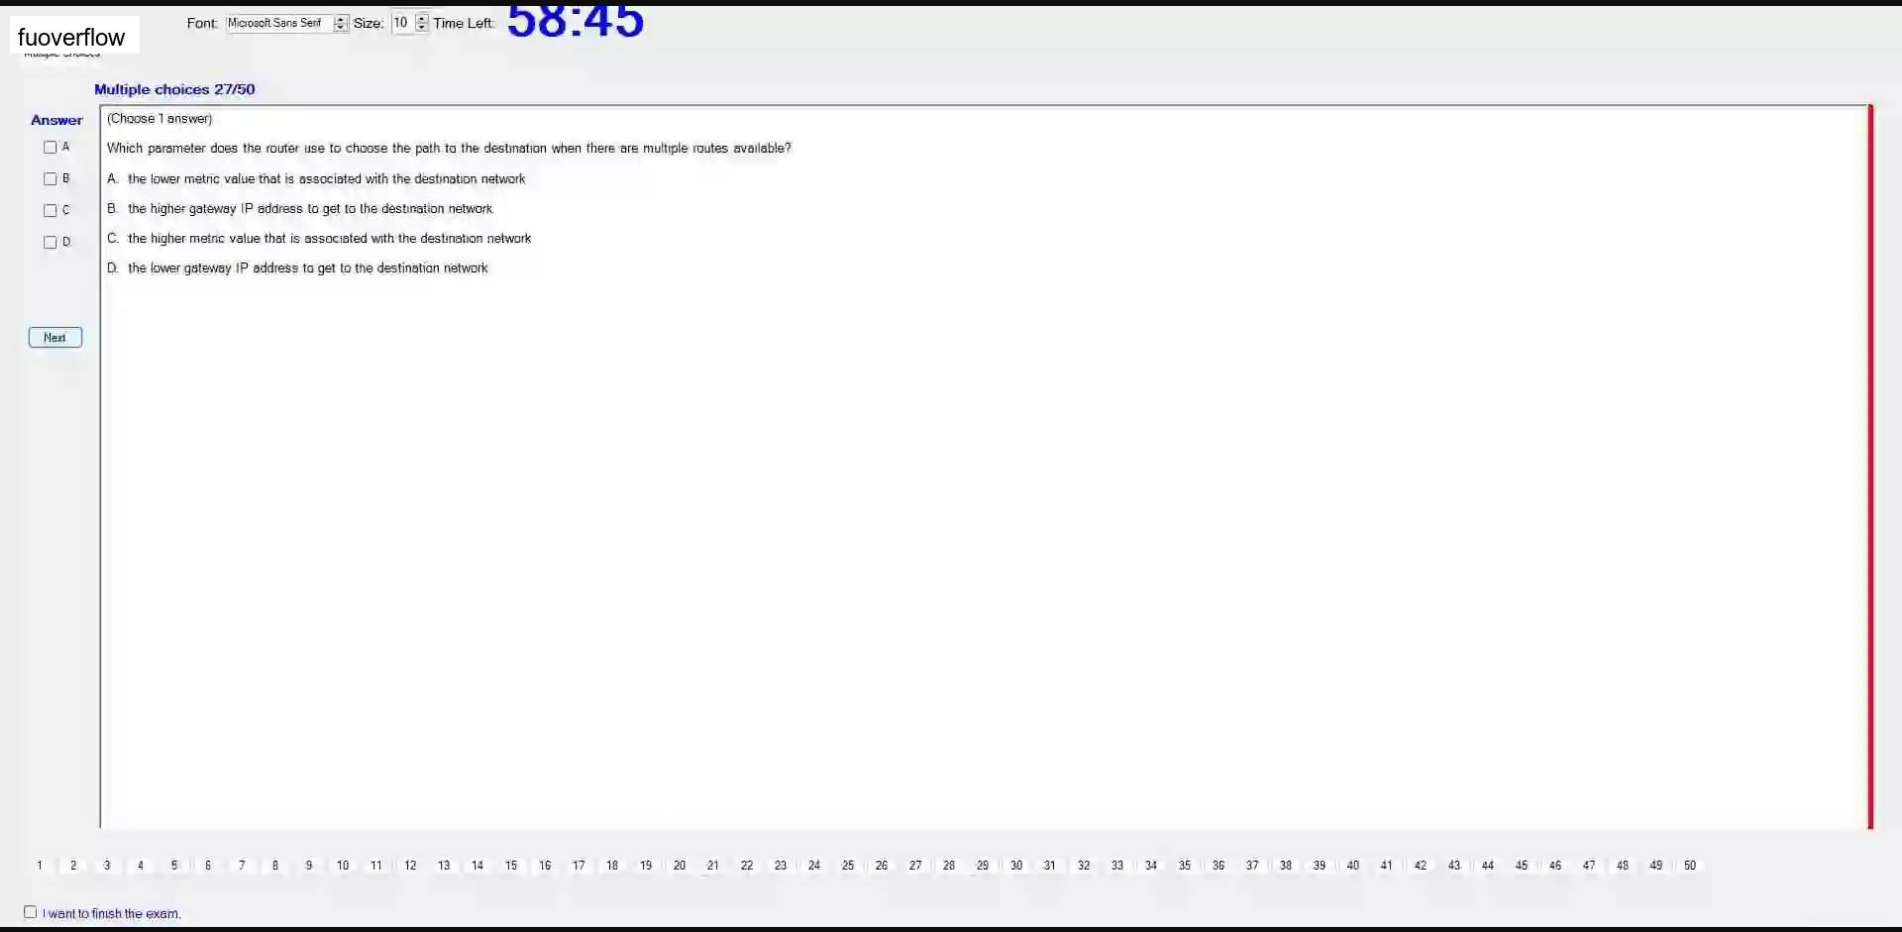 fuoverflow
Font: Microsoft Sans Serif Size: 10 Time Left: 58:45
Multiple choices
Multiple choices 27/50
Answer
A
B
C
D
Next
(Choose 1 answer)
Which parameter does the router use to choose the path to the destination when there are multiple routes available?
A. the lower metric value that is associated with the destination network
B. the higher gateway IP address to get to the destination network
C. the higher metric value that is associated with the destination network
D. the lower gateway IP address to get to the destination network
1 2 3 4 5 6 7 8 9 10 11 12 13 14 15 16 17 18 19 20 21 22 23 24 25 26 27 28 29 30 31 32 33 34 35 36 37 38 39 40 41 42 43 44 45 46 47 48 49 50
I want to finish the exam.